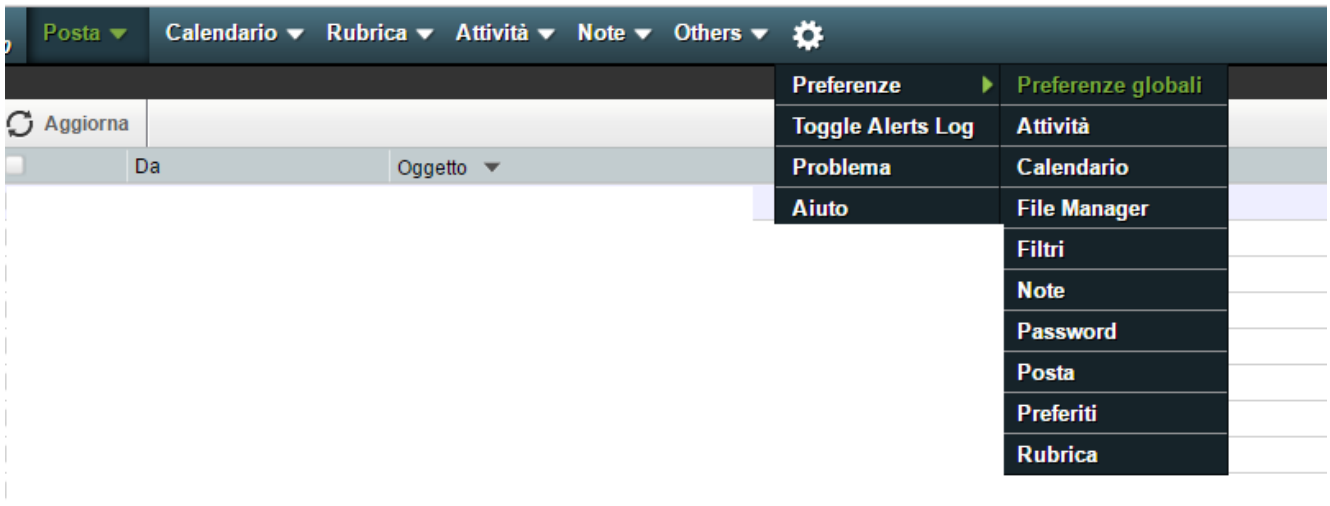 Posta Calendario Rubrica Attività Note Others
Preferenze Preferenze globali
Aggiorna Toggle Alerts Log Attività
Da Oggetto Problema Calendario
Aiuto File Manager
Filtri
Note
Password
Posta
Preferiti
Rubrica